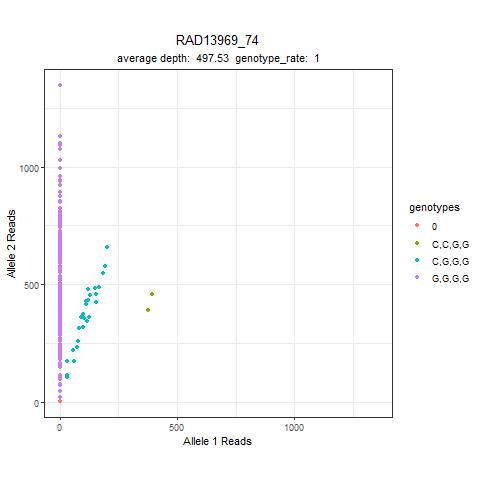 RAD13969_74
average depth:  497.53  genotype_rate:  1
Allele 2 Reads
1000
500
0
0
500
1000
Allele 1 Reads
genotypes
0
C,C,G,G
C,G,G,G
G,G,G,G